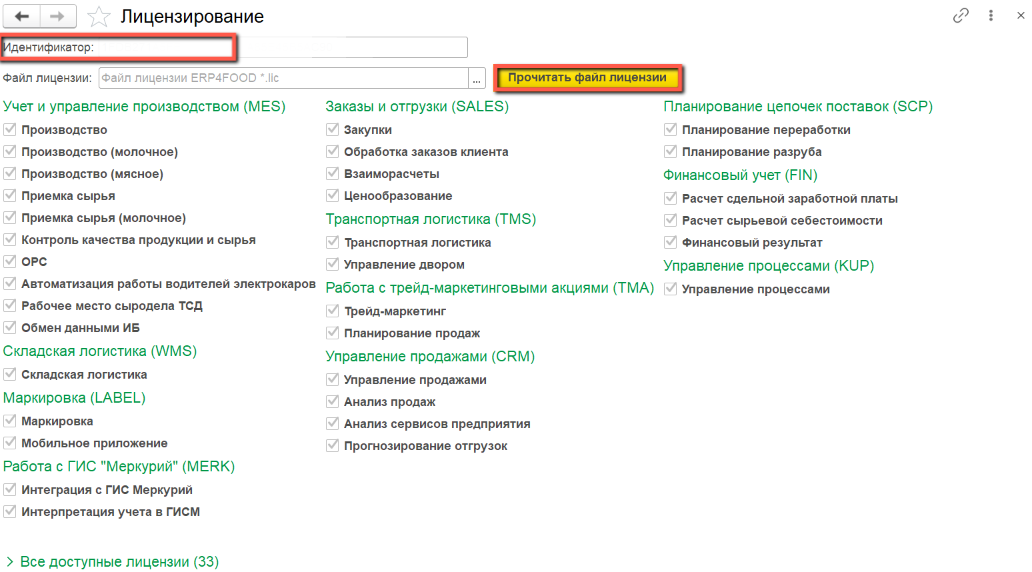 Лицензирование
Идентификатор:
Файл лицензии: Файл лицензии ERP4FOOD *.lic ... Прочитать файл лицензии
Учет и управление производством (MES)
Производство
Производство (молочное)
Производство (мясное)
Приемка сырья
Приемка сырья (молочное)
Контроль качества продукции и сырья
ОРС
Автоматизация работы водителей электрокаров
Рабочее место сыродела ТСД
Обмен данными ИБ
Складская логистика (WMS)
Складская логистика
Маркировка (LABEL)
Маркировка
Мобильное приложение
Работа с ГИС "Меркурий" (MERK)
Интеграция с ГИС Меркурий
Интерпретация учета в ГИСМ
Заказы и отгрузки (SALES)
Закупки
Обработка заказов клиента
Взаиморасчеты
Ценообразование
Транспортная логистика (TMS)
Транспортная логистика
Управление двором
Работа с трейд-маркетинговыми акциями (TMA)
Трейд-маркетинг
Планирование продаж
Управление продажами (CRM)
Управление продажами
Анализ продаж
Анализ сервисов предприятия
Прогнозирование отгрузок
Планирование цепочек поставок (SCP)
Планирование переработки
Планирование разруба
Финансовый учет (FIN)
Расчет сдельной заработной платы
Расчет сырьевой себестоимости
Финансовый результат
Управление процессами (KUP)
Управление процессами
Все доступные лицензии (33)